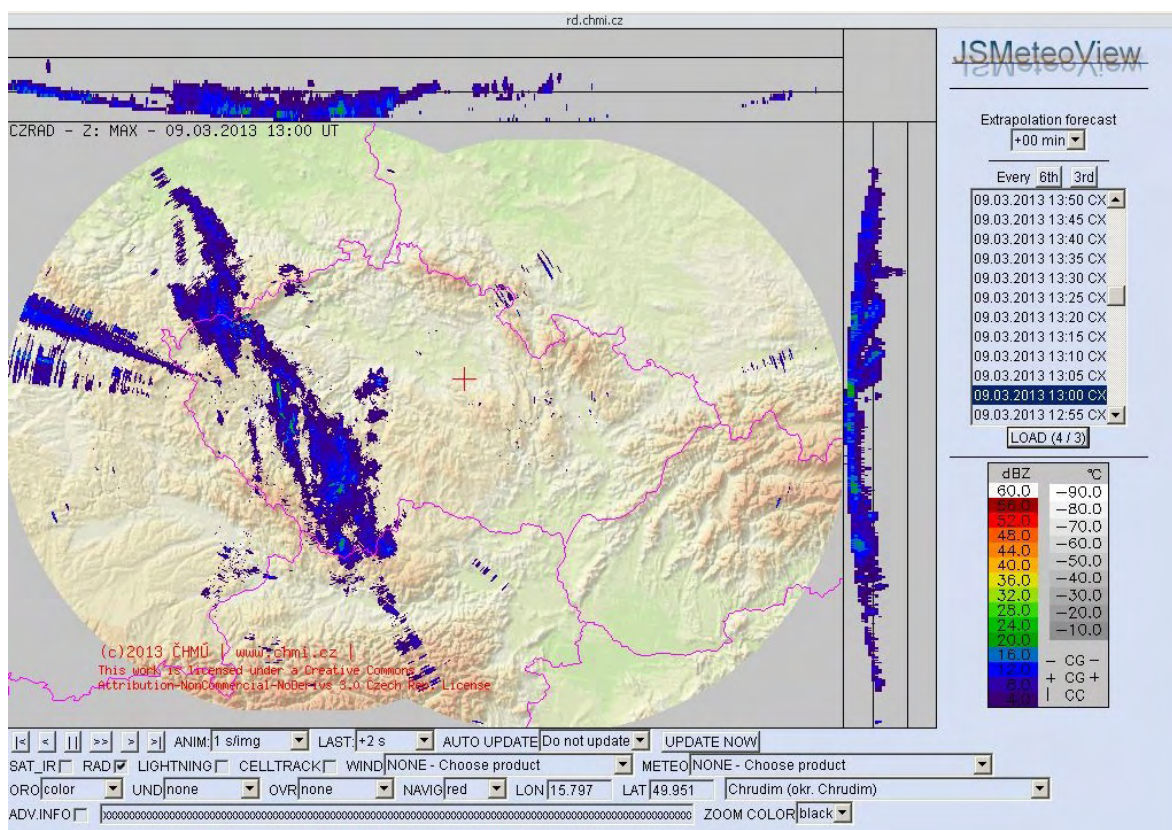 rd.chmi.cz
JSMeteoView
CZRAD - Z: MAX - 09.03.2013 13:00 UT
Extrapolation forecast
+00 min
Every 6th 3rd
09.03.2013 13:50 CX
09.03.2013 13:45 CX
09.03.2013 13:40 CX
09.03.2013 13:35 CX
09.03.2013 13:30 CX
09.03.2013 13:25 CX
09.03.2013 13:20 CX
09.03.2013 13:15 CX
09.03.2013 13:10 CX
09.03.2013 13:05 CX
09.03.2013 13:00 CX
09.03.2013 12:55 CX
LOAD (4 / 3)
dBZ °C
60.0 -90.0
56.0 -80.0
52.0 -70.0
48.0 -60.0
44.0 -50.0
40.0 -40.0
36.0 -30.0
32.0 -20.0
28.0 -10.0
24.0
20.0
16.0
12.0
8.0
4.0
- CG -
+ CG +
| CC
(c)2013 ČHMÚ | www.chmi.cz |
This work is licensed under a Creative Commons
Attribution-NonCommercial-NoDerivs 3.0 Czech Rep. License
|< < || >> > >| ANIM: 1 s/img LAST: +2 s AUTO UPDATE Do not update UPDATE NOW
SAT_IR RAD LIGHTNING CELLTRACK WIND NONE - Choose product METEO NONE - Choose product
ORO color UND none OVR none NAVIG red LON 15.797 LAT 49.951 Chrudim (okr. Chrudim)
ADV.INFO ZOOM COLOR black